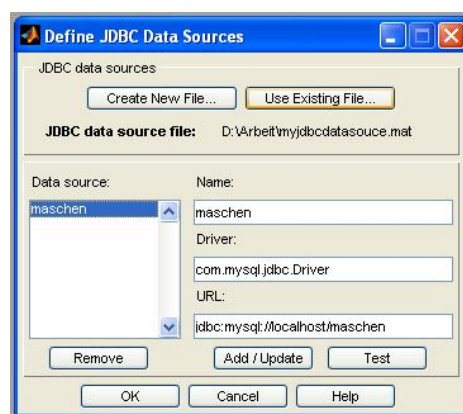 Define JDBC Data Sources
JDBC data sources
Create New File... Use Existing File...
JDBC data source file: D:\Arbeit\myjdbcdatasouce.mat
Data source: Name:
maschen maschen
Driver:
com.mysql.jdbc.Driver
URL:
jdbc:mysql://localhost/maschen
Remove Add / Update Test
OK Cancel Help